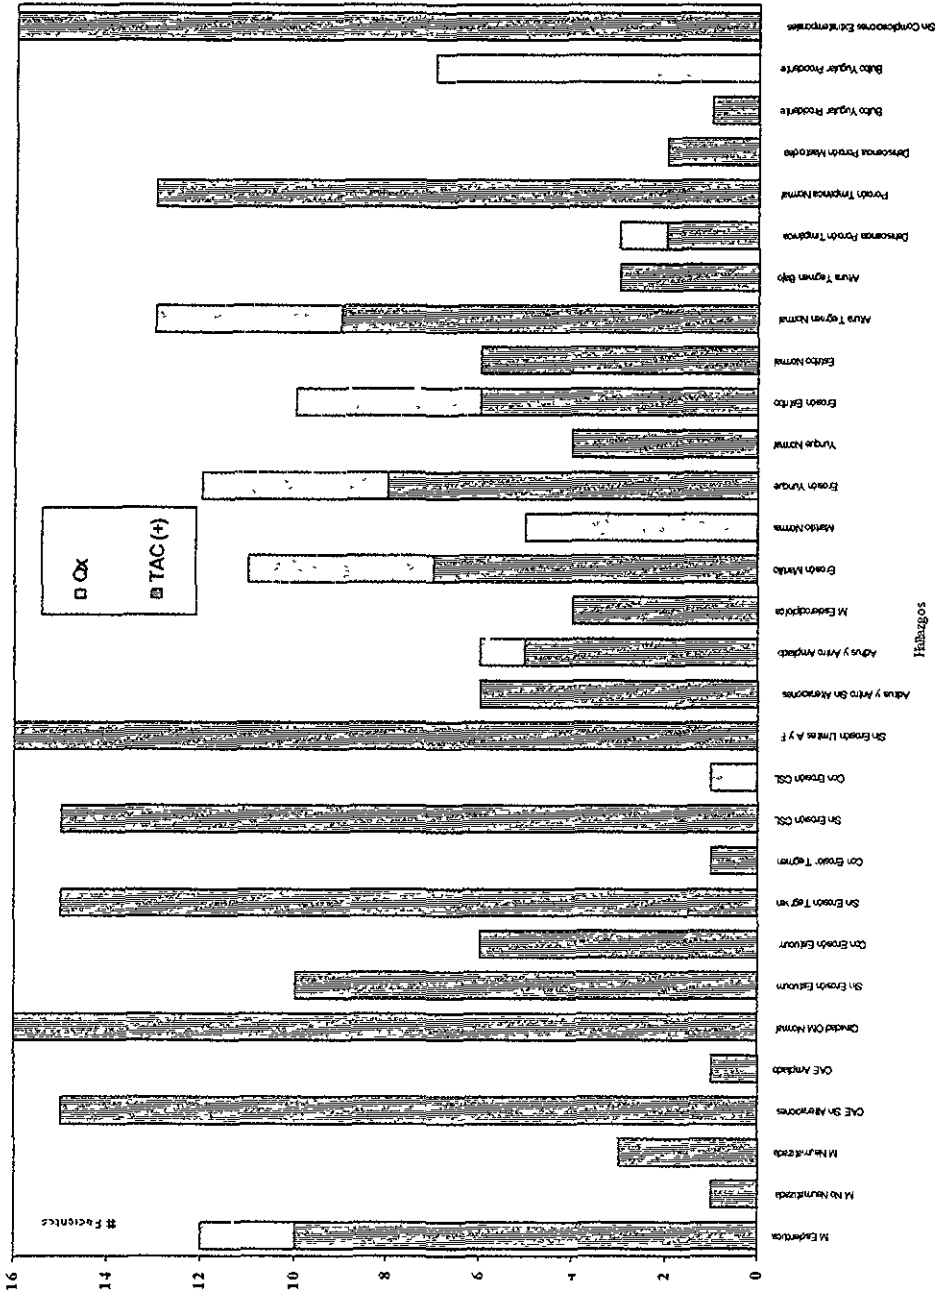 16
14
12
10
8
6
4
2
0
# Pacientes
Qx
TAC (+)
M Esclerótica
M No Neumatizada
M Neumatizada
CAE Sin Alteraciones
CAE Ampliado
Cavidad OM Normal
Sin Erosión Escutum
Con Erosión Escutum
Sin Erosión Tegmen
Con Erosión Tegmen
Sin Erosión CSL
Con Erosión CSL
Sin Erosión Limites A y F
Aditus y Antro Sin Alteraciones
Aditus y Antro Ampliado
M Esclerodiploica
Erosión Martillo
Martillo Normal
Erosión Yunque
Yunque Normal
Erosión Estribo
Estribo Normal
Altura Tegmen Normal
Altura Tegmen Bajo
Dehiscencia Porción Timpánica
Porción Timpánica Normal
Dehiscencia Porción Mastoidea
Bulbo Yugular Procidente
Bulbo Yugular Procidente
Sin Complicaciones Extratemporales
Hallazgos